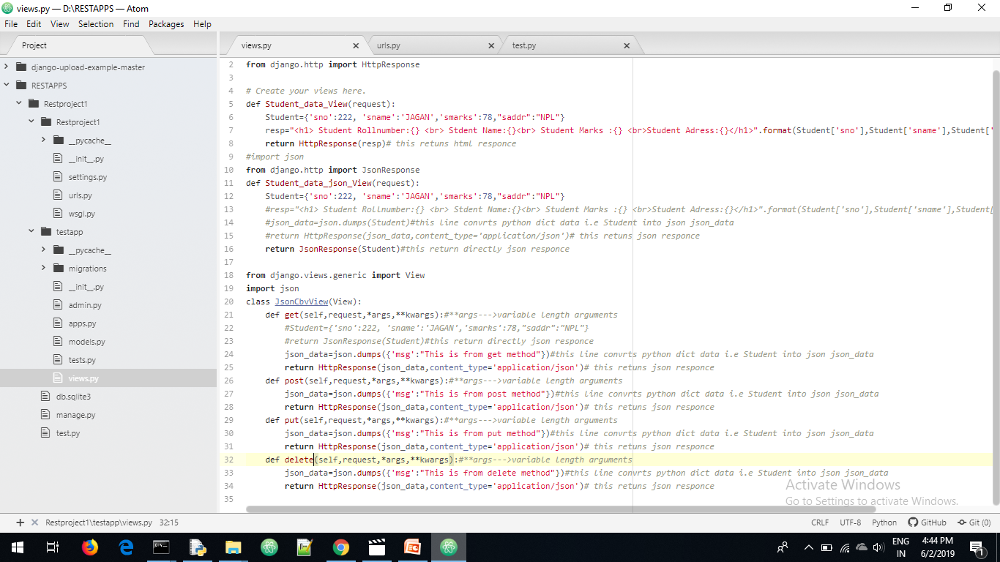 views.py — D:\RESTAPPS — Atom
File Edit View Selection Find Packages Help
Project
views.py
urls.py
test.py
django-upload-example-master
RESTAPPS
Restproject1
Restproject1
__pycache__
__init__.py
settings.py
urls.py
wsgi.py
testapp
__pycache__
migrations
__init__.py
admin.py
apps.py
models.py
tests.py
views.py
db.sqlite3
manage.py
test.py
2 from django.http import HttpResponse
3
4 # Create your views here.
5 def Student_data_View(request):
6 Student={'sno':222, 'sname':'JAGAN','smarks':78,"saddr":"NPL"}
7 resp="<h1> Student Rollnumber:{} <br> Stdent Name:{}<br> Student Marks :{} <br>Student Adress:{}</h1>".format(Student['sno'],Student['sname'],Student['
8 return HttpResponse(resp)# this retuns html responce
9 #import json
10 from django.http import JsonResponse
11 def Student_data_json_View(request):
12 Student={'sno':222, 'sname':'JAGAN','smarks':78,"saddr":"NPL"}
13 #resp="<h1> Student Rollnumber:{} <br> Stdent Name:{}<br> Student Marks :{} <br>Student Adress:{}</h1>".format(Student['sno'],Student['sname'],Student[
14 #json_data=json.dumps(Student)#this line convrts python dict data i.e Student into json json_data
15 #return HttpResponse(json_data,content_type='application/json')# this retuns json responce
16 return JsonResponse(Student)#this return directly json responce
17
18 from django.views.generic import View
19 import json
20 class JsonCbvView(View):
21 def get(self,request,*args,**kwargs):#**args--->variable length arguments
22 #Student={'sno':222, 'sname':'JAGAN','smarks':78,"saddr":"NPL"}
23 #return JsonResponse(Student)#this return directly json responce
24 json_data=json.dumps({'msg':"This is from get method"})#this line convrts python dict data i.e Student into json json_data
25 return HttpResponse(json_data,content_type='application/json')# this retuns json responce
26 def post(self,request,*args,**kwargs):#**args--->variable length arguments
27 json_data=json.dumps({'msg':"This is from post method"})#this line convrts python dict data i.e Student into json json_data
28 return HttpResponse(json_data,content_type='application/json')# this retuns json responce
29 def put(self,request,*args,**kwargs):#**args--->variable length arguments
30 json_data=json.dumps({'msg':"This is from put method"})#this line convrts python dict data i.e Student into json json_data
31 return HttpResponse(json_data,content_type='application/json')# this retuns json responce
32 def delete(self,request,*args,**kwargs):#**args--->variable length arguments
33 json_data=json.dumps({'msg':"This is from delete method"})#this line convrts python dict data i.e Student into json json_data
34 return HttpResponse(json_data,content_type='application/json')# this retuns json responce
35
Activate Windows
Go to Settings to activate Windows.
Restproject1\testapp\views.py 32:15
CRLF UTF-8 Python GitHub Git (0)
ENG 4:44 PM
IN 6/2/2019
1